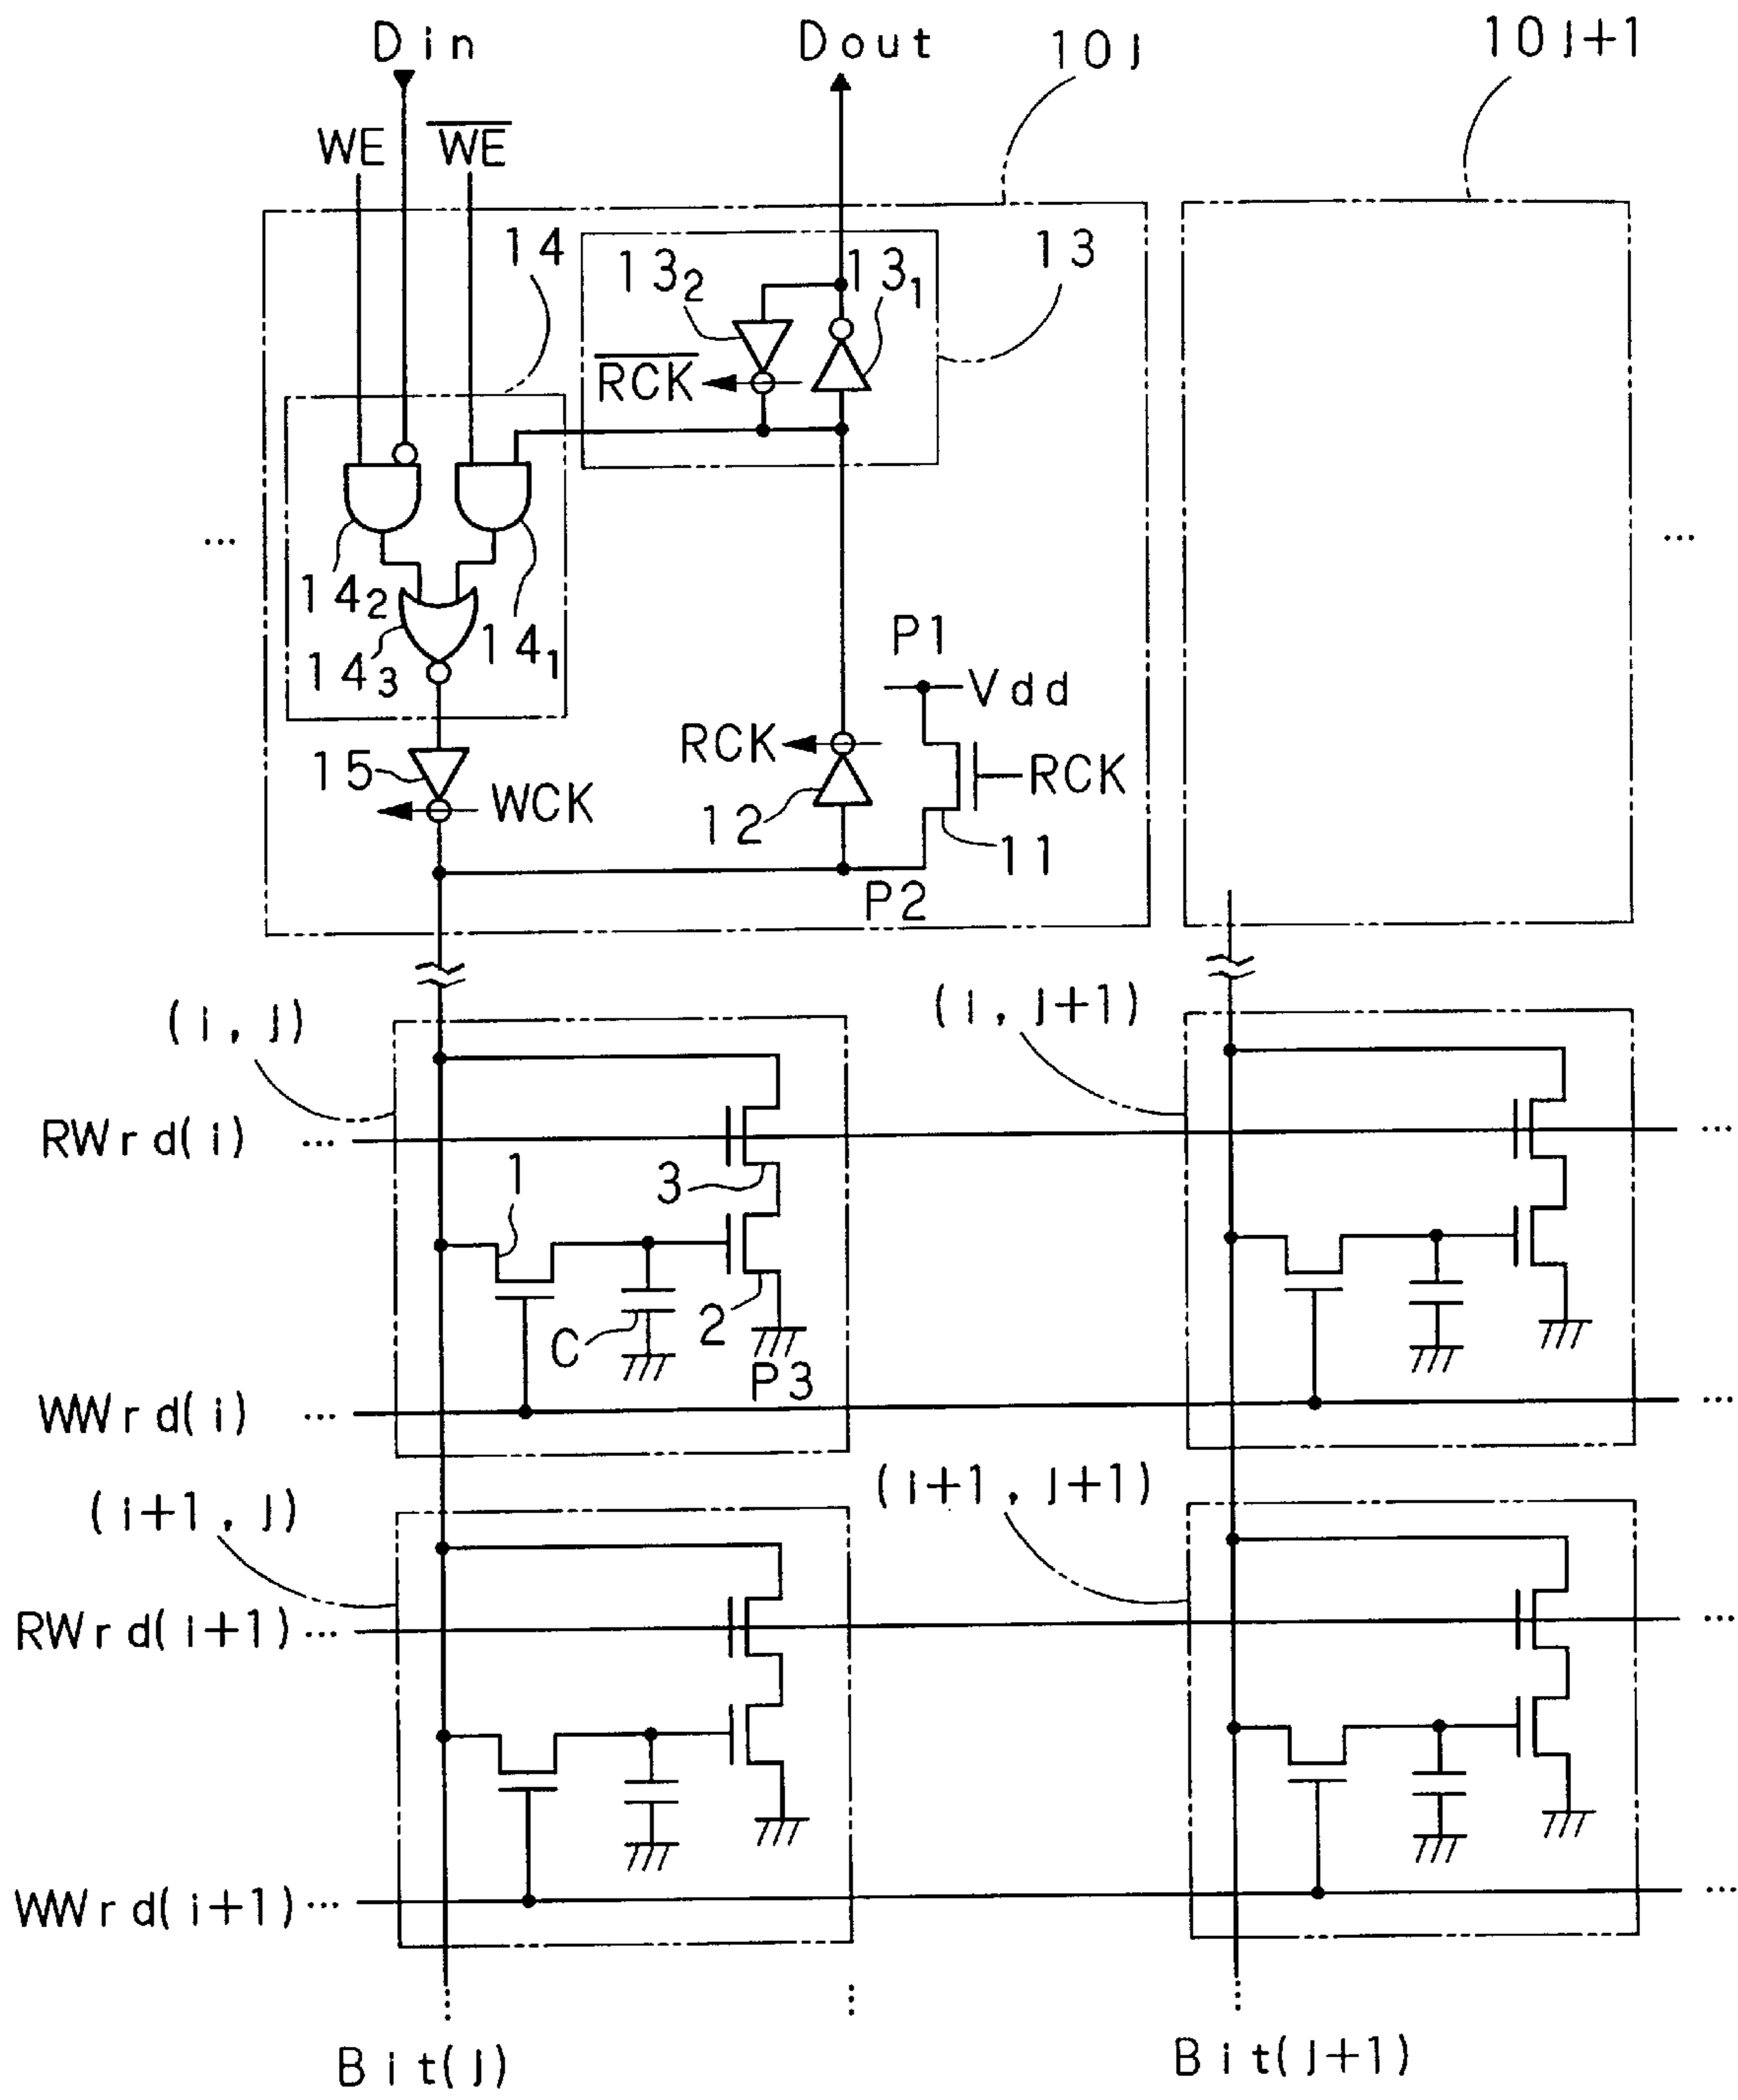 Din
Dout
10j
10j+1
WE
W̅E̅
14
13₂
13₁
13
R̅C̅K̅
...
...
14₂
14₁
14₃
P1
Vdd
15
WCK
RCK
RCK
12
11
P2
(i, j)
(i, j+1)
RWrd(i)
...
...
1
3
C
2
P3
WWrd(i)
...
...
(i+1, j)
(i+1, j+1)
RWrd(i+1)
...
...
WWrd(i+1)
...
...
...
...
...
Bit(j)
Bit(j+1)